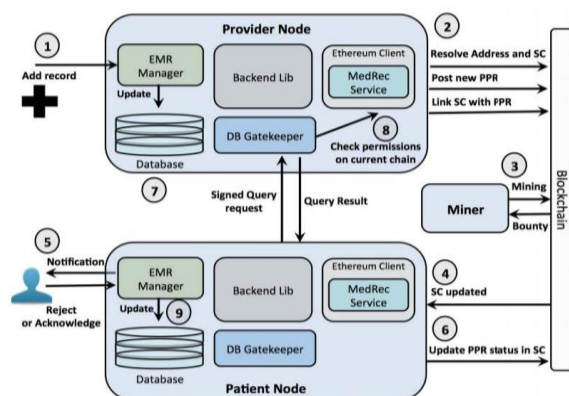 Provider Node
1
Add record
EMR
Manager
Update
Database
7
Backend Lib
DB Gatekeeper
Ethereum Client
MedRec
Service
8
Check permissions
on current chain
2
Resolve Address and SC
Post new PPR
Link SC with PPR
Blockchain
3
Mining
Bounty
Miner
Signed Query
request
Query Result
5
Notification
Reject
or Acknowledge
EMR
Manager
Update
9
Database
Backend Lib
DB Gatekeeper
Ethereum Client
MedRec
Service
4
SC updated
6
Update PPR status in SC
Patient Node